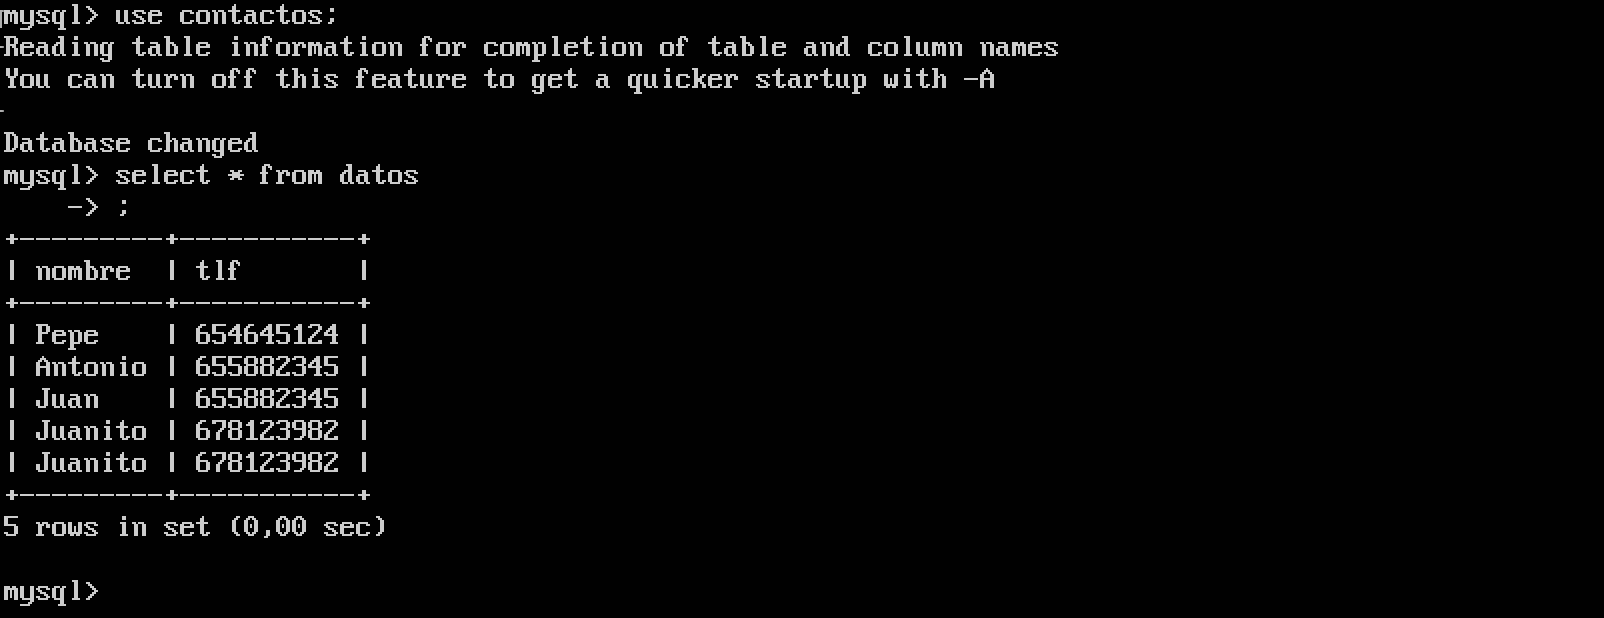 mysql> use contactos;
Reading table information for completion of table and column names
You can turn off this feature to get a quicker startup with -A

Database changed
mysql> select * from datos
    -> ;
+---------+-----------+
| nombre  | tlf       |
+---------+-----------+
| Pepe    | 654645124 |
| Antonio | 655882345 |
| Juan    | 655882345 |
| Juanito | 678123982 |
| Juanito | 678123982 |
+---------+-----------+
5 rows in set (0,00 sec)

mysql>